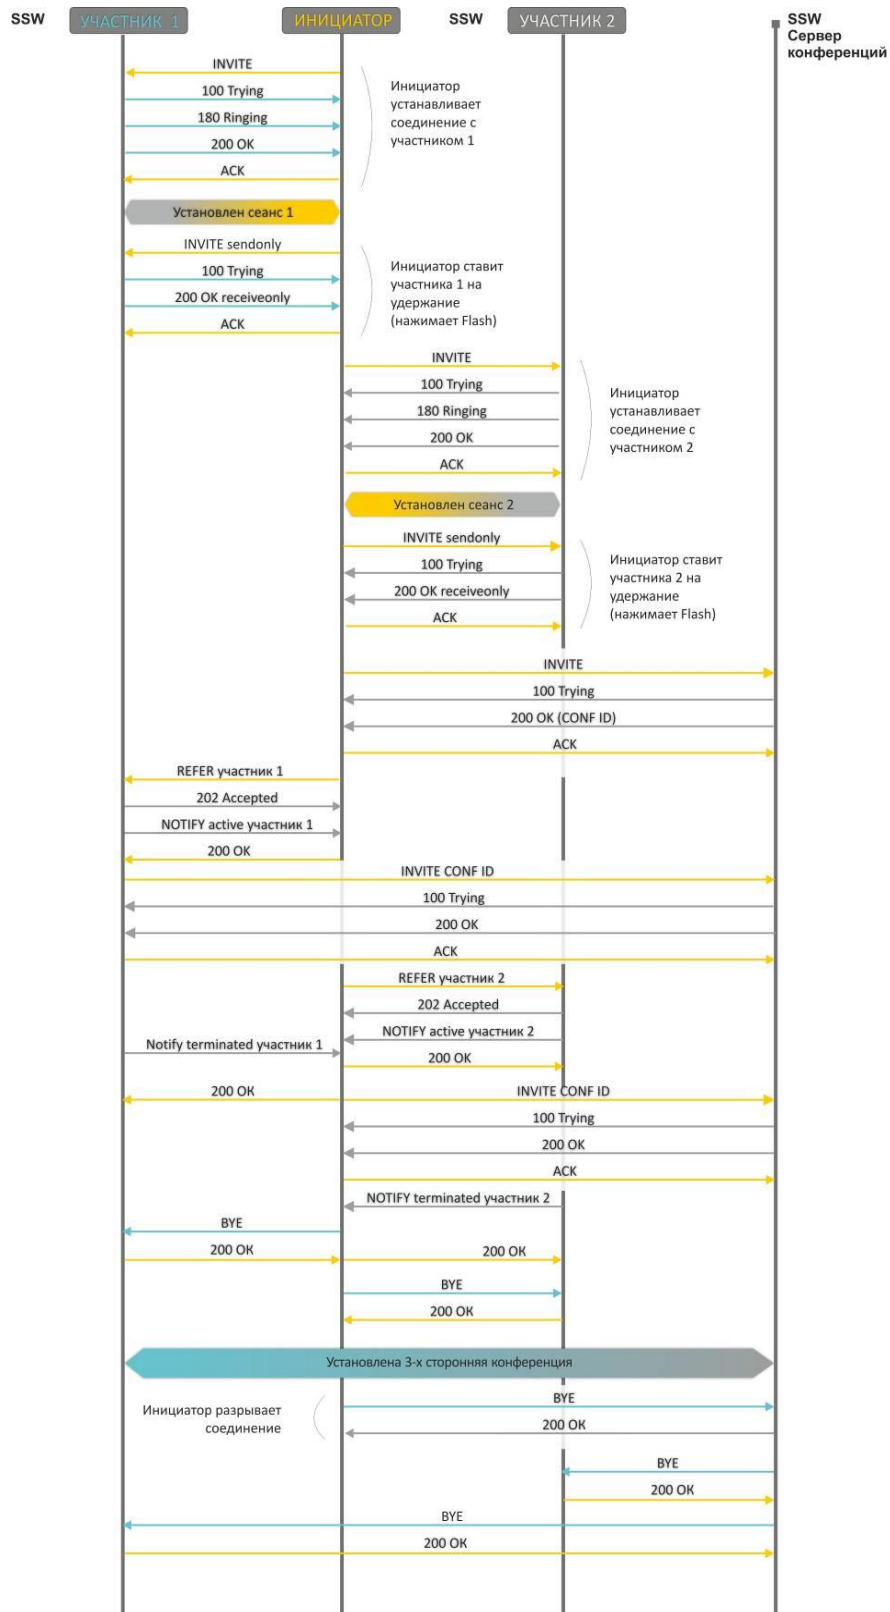 SSW
УЧАСТНИК 1
ИНИЦИАТОР
SSW
УЧАСТНИК 2
SSW
Сервер
конференций
INVITE
100 Trying
180 Ringing
200 OK
ACK
Инициатор
устанавливает
соединение с
участником 1
Установлен сеанс 1
INVITE sendonly
100 Trying
200 OK receiveonly
ACK
Инициатор ставит
участника 1 на
удержание
(нажимает Flash)
INVITE
100 Trying
180 Ringing
200 OK
ACK
Инициатор
устанавливает
соединение с
участником 2
Установлен сеанс 2
INVITE sendonly
100 Trying
200 OK receiveonly
ACK
Инициатор ставит
участника 2 на
удержание
(нажимает Flash)
INVITE
100 Trying
200 OK (CONF ID)
ACK
REFER участник 1
202 Accepted
NOTIFY active участник 1
200 OK
INVITE CONF ID
100 Trying
200 OK
ACK
REFER участник 2
202 Accepted
NOTIFY active участник 2
Notify terminated участник 1
200 OK
200 OK
INVITE CONF ID
100 Trying
200 OK
ACK
NOTIFY terminated участник 2
BYE
200 OK
200 OK
BYE
200 OK
Установлена 3-х сторонняя конференция
Инициатор разрывает
соединение
BYE
200 OK
BYE
200 OK
BYE
200 OK